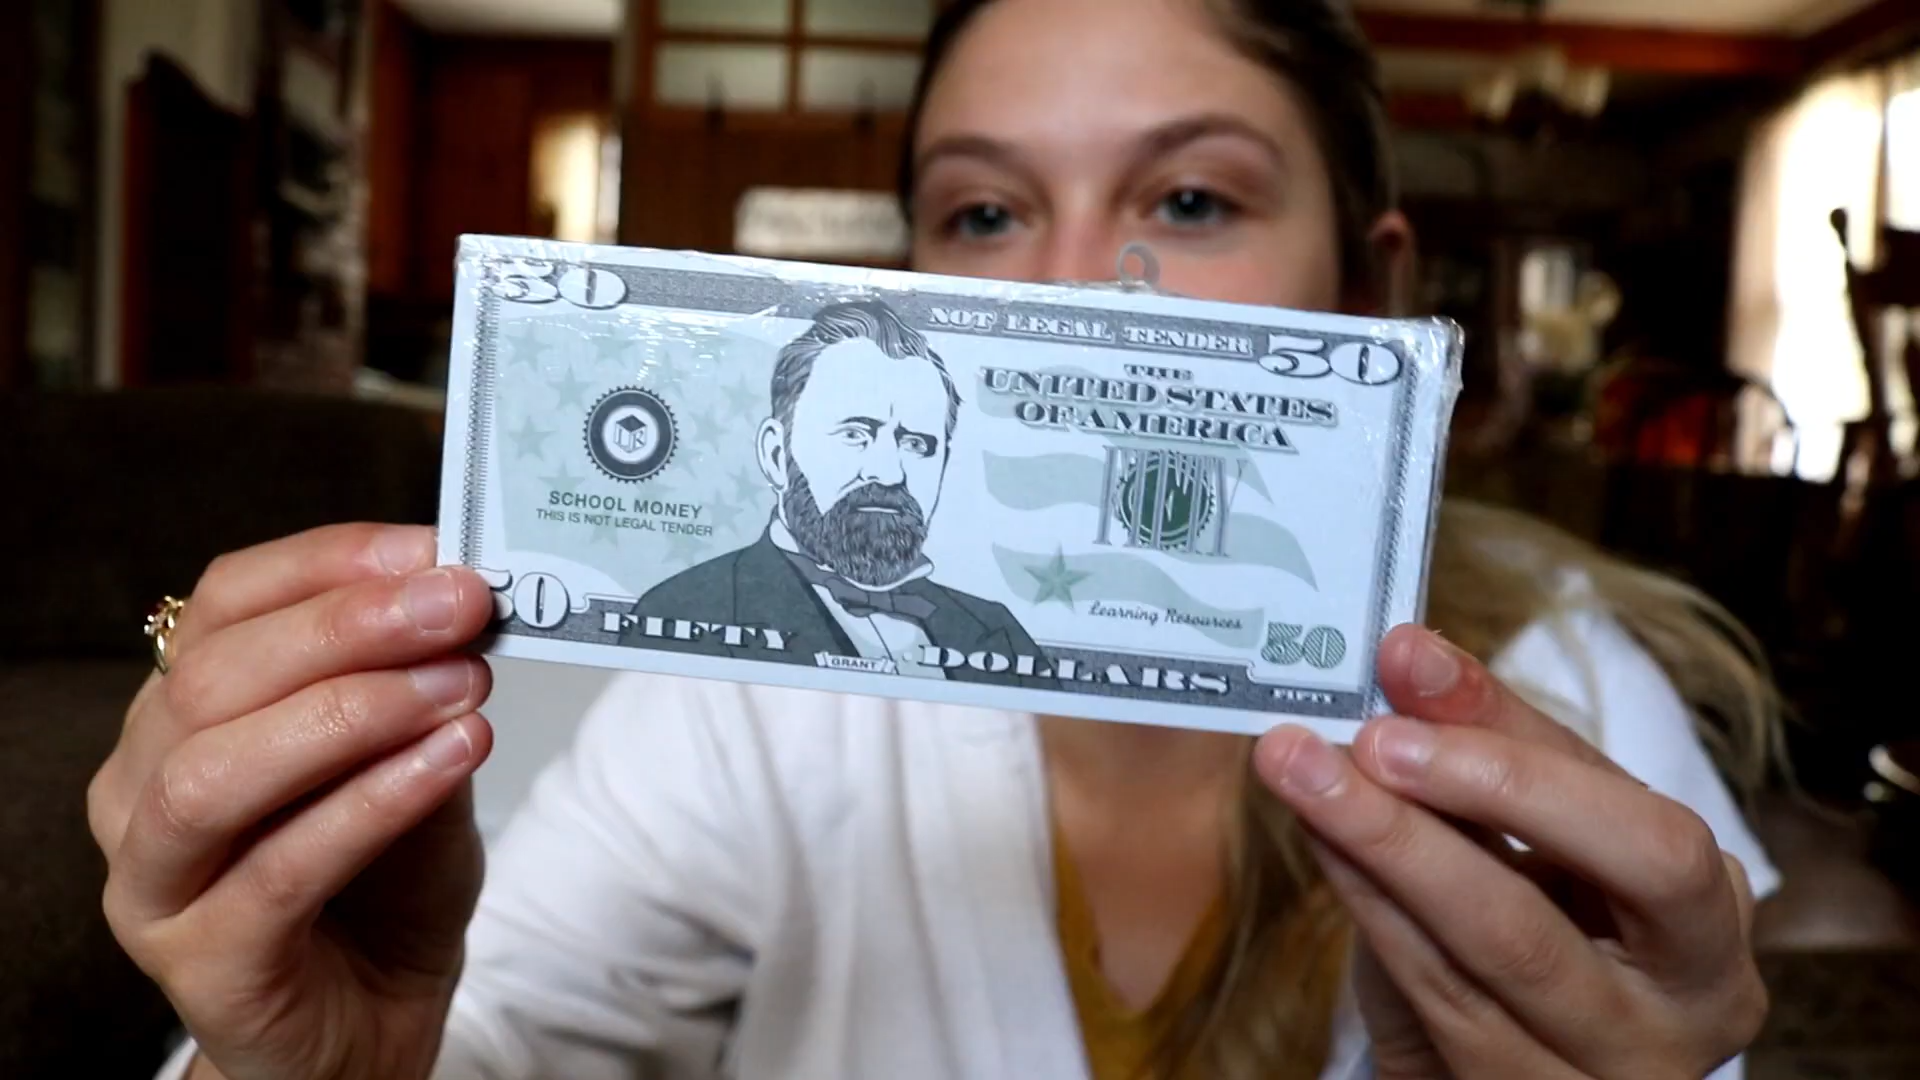 50
NOT LEGAL TENDER
50
THE
UNITED STATES
OF AMERICA
LR
SCHOOL MONEY
THIS IS NOT LEGAL TENDER
Learning Resources
50
FIFTY
GRANT
DOLLARS
50
FIFTY